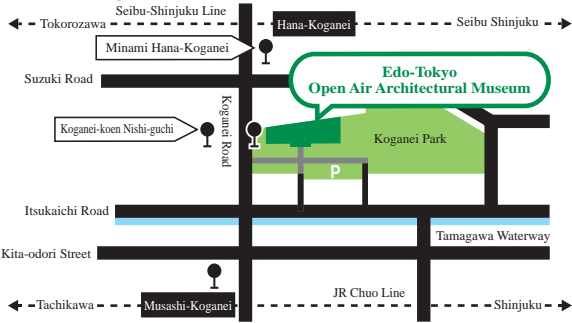 Seibu-Shinjuku Line
Tokorozawa
Hana-Koganei
Seibu Shinjuku
Minami Hana-Koganei
Suzuki Road
Edo-Tokyo
Open Air Architectural Museum
Koganei-koen Nishi-guchi
Koganei Road
Koganei Park
P
Itsukaichi Road
Tamagawa Waterway
Kita-odori Street
JR Chuo Line
Tachikawa
Musashi-Koganei
Shinjuku